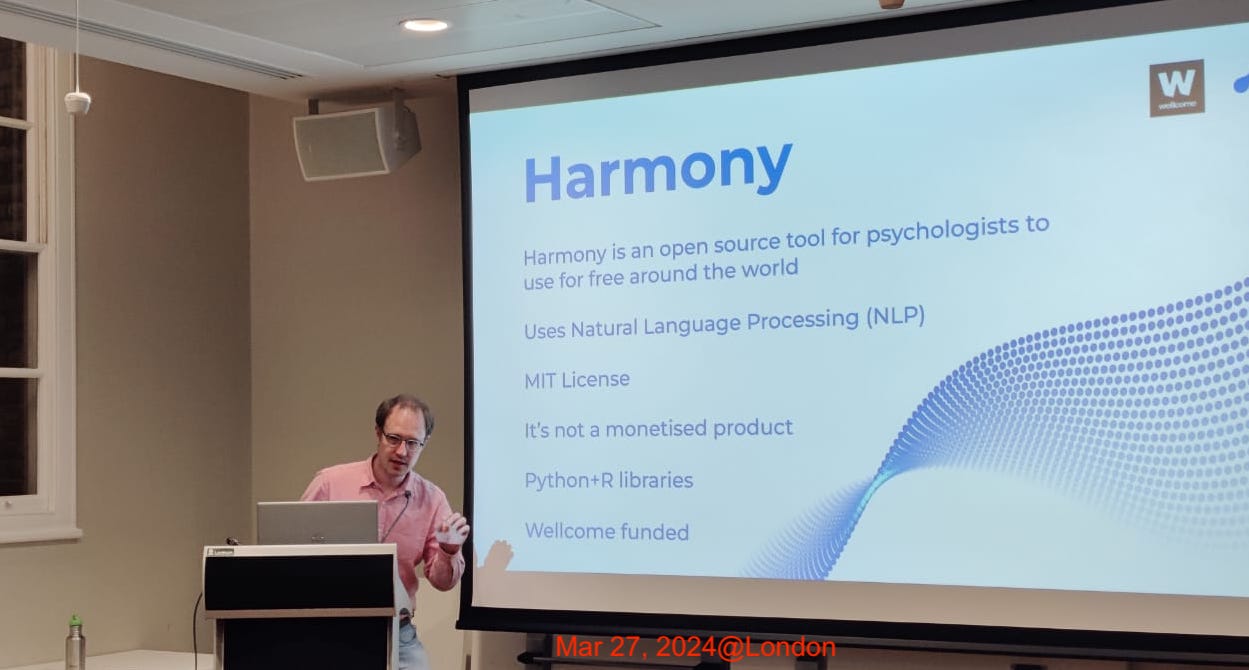 W
wellcome
Harmony
Harmony is an open source tool for psychologists to
use for free around the world
Uses Natural Language Processing (NLP)
MIT License
It's not a monetised product
Python+R libraries
Wellcome funded
Mar 27, 2024@London